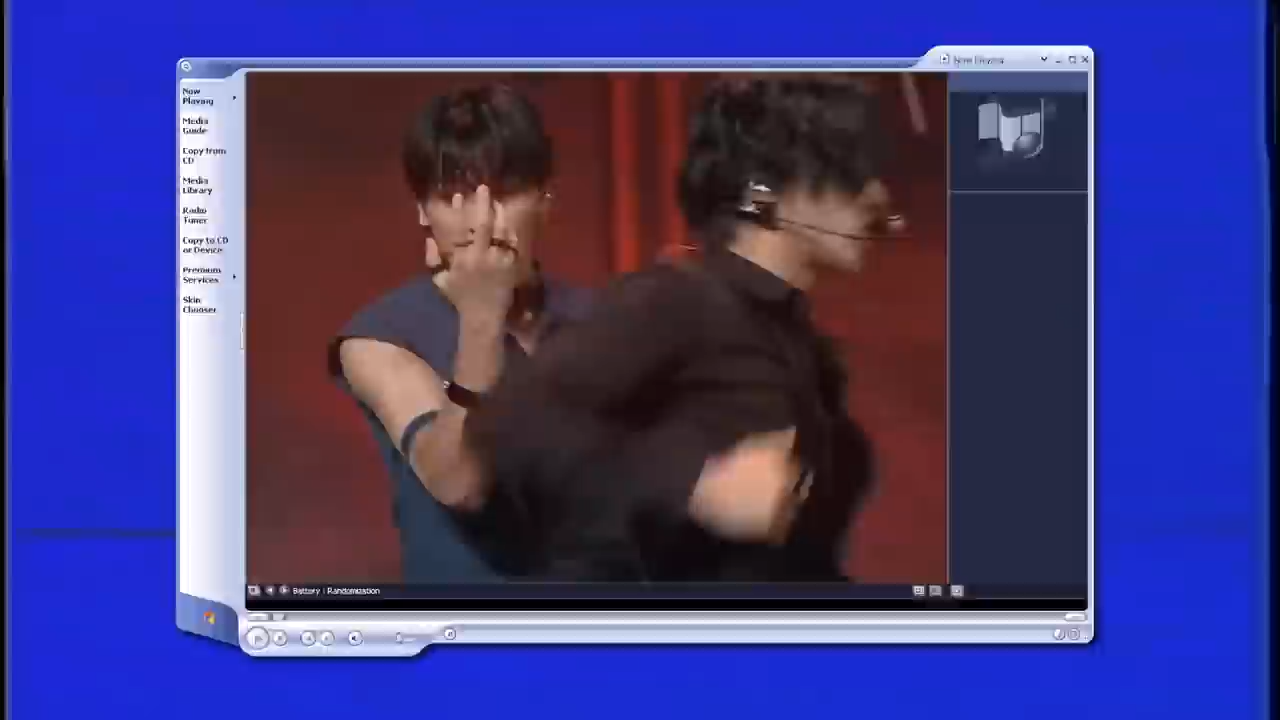 Now Playing
Now
Playing
Media
Guide
Copy from
CD
Media
Library
Radio
Tuner
Copy to CD
or Device
Premium
Services
Skin
Chooser
Battery : Randomization